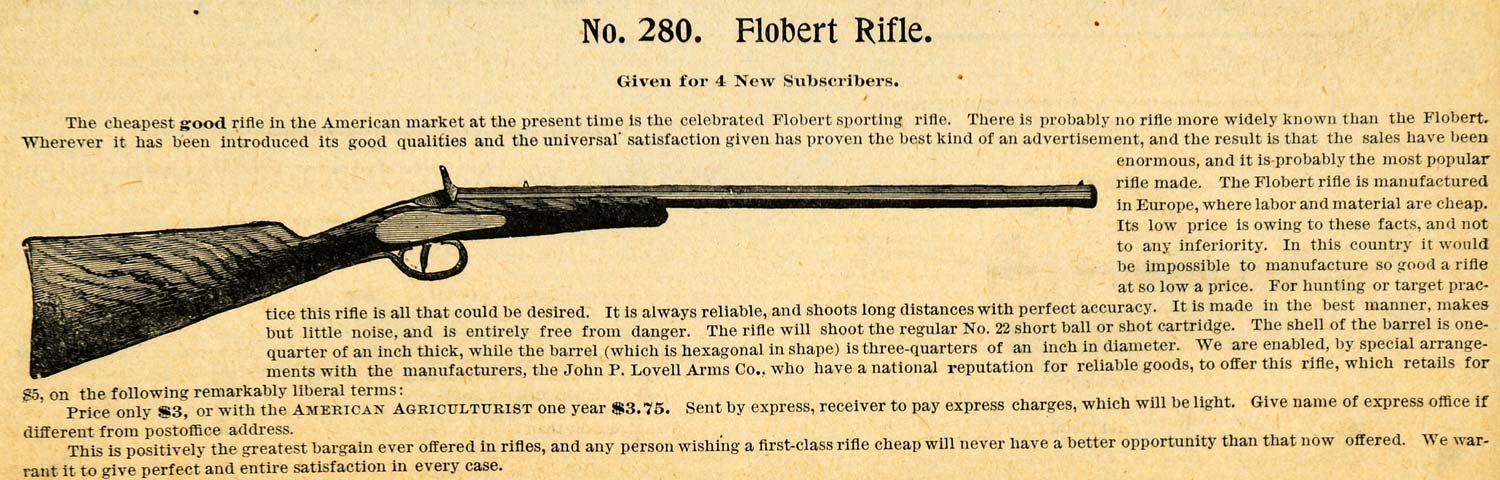 No. 280. Flobert Rifle.
Given for 4 New Subscribers.
The cheapest good rifle in the American market at the present time is the celebrated Flobert sporting rifle. There is probably no rifle more widely known than the Flobert.
Wherever it has been introduced its good qualities and the universal satisfaction given has proven the best kind of an advertisement, and the result is that the sales have been
enormous, and it is probably the most popular
rifle made. The Flobert rifle is manufactured
in Europe, where labor and material are cheap.
Its low price is owing to these facts, and not
to any inferiority. In this country it would
be impossible to manufacture so good a rifle
at so low a price. For hunting or target prac-
tice this rifle is all that could be desired. It is always reliable, and shoots long distances with perfect accuracy. It is made in the best manner, makes
but little noise, and is entirely free from danger. The rifle will shoot the regular No. 22 short ball or shot cartridge. The shell of the barrel is one-
quarter of an inch thick, while the barrel (which is hexagonal in shape) is three-quarters of an inch in diameter. We are enabled, by special arrange-
ments with the manufacturers, the John P. Lovell Arms Co., who have a national reputation for reliable goods, to offer this rifle, which retails for
$5, on the following remarkably liberal terms:
Price only $3, or with the AMERICAN AGRICULTURIST one year $3.75. Sent by express, receiver to pay express charges, which will be light. Give name of express office if
different from postoffice address.
This is positively the greatest bargain ever offered in rifles, and any person wishing a first-class rifle cheap will never have a better opportunity than that now offered. We war-
rant it to give perfect and entire satisfaction in every case.